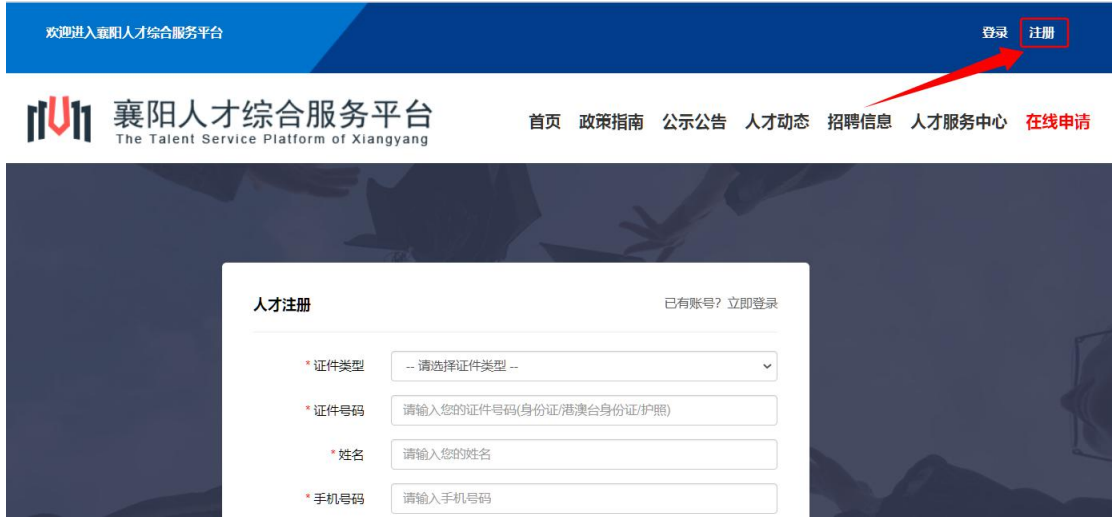 欢迎进入襄阳人才综合服务平台
登录 注册
襄阳人才综合服务平台
The Talent Service Platform of Xiangyang
首页 政策指南 公示公告 人才动态 招聘信息 人才服务中心 在线申请
人才注册
已有账号? 立即登录
* 证件类型 -- 请选择证件类型 --
* 证件号码 请输入您的证件号码(身份证/港澳台身份证/护照)
* 姓名 请输入您的姓名
* 手机号码 请输入手机号码